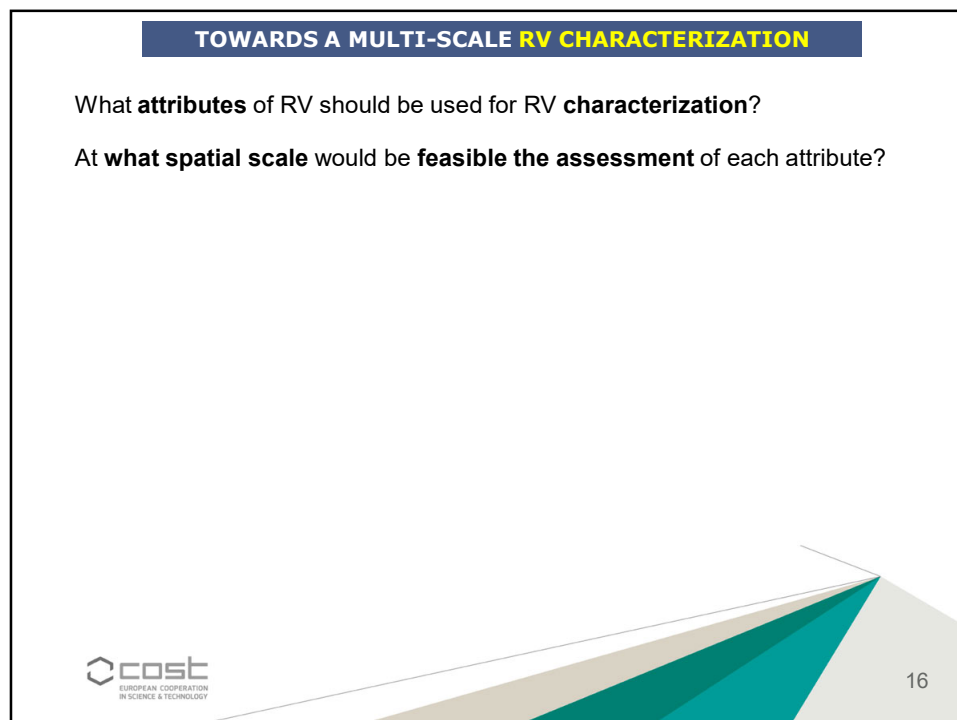 TOWARDS A MULTI-SCALE RV CHARACTERIZATION
What attributes of RV should be used for RV characterization?
At what spatial scale would be feasible the assessment of each attribute?
cost
EUROPEAN COOPERATION
IN SCIENCE & TECHNOLOGY
16